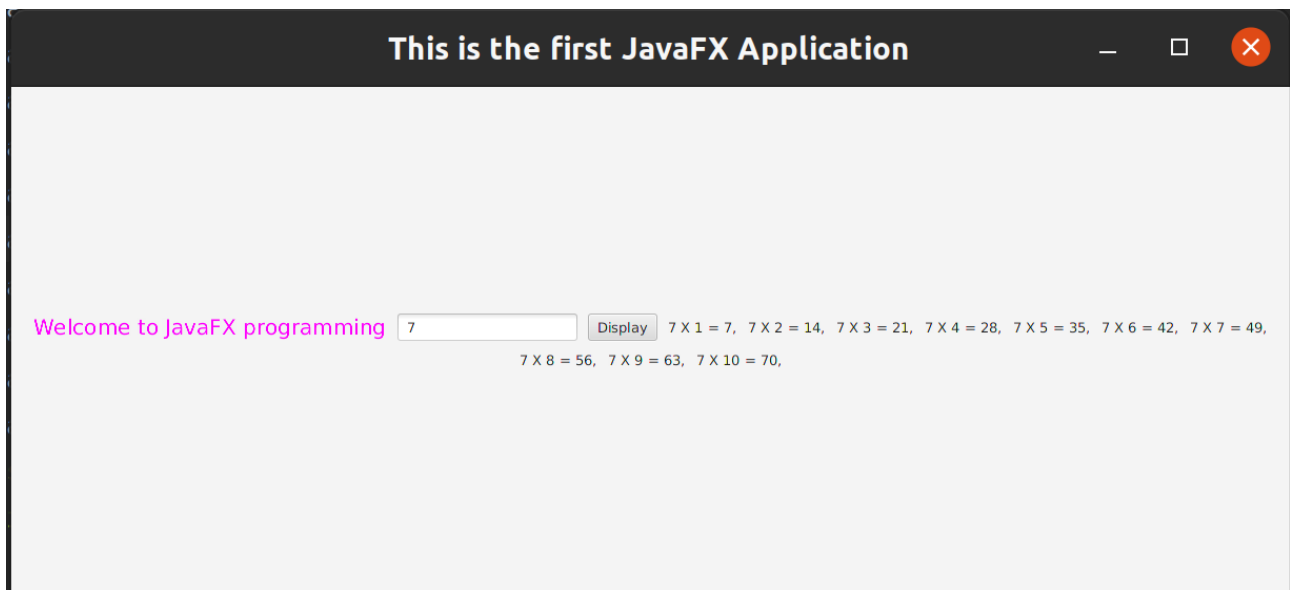 This is the first JavaFX Application
Welcome to JavaFX programming 7 Display 7 X 1 = 7, 7 X 2 = 14, 7 X 3 = 21, 7 X 4 = 28, 7 X 5 = 35, 7 X 6 = 42, 7 X 7 = 49,
7 X 8 = 56, 7 X 9 = 63, 7 X 10 = 70,